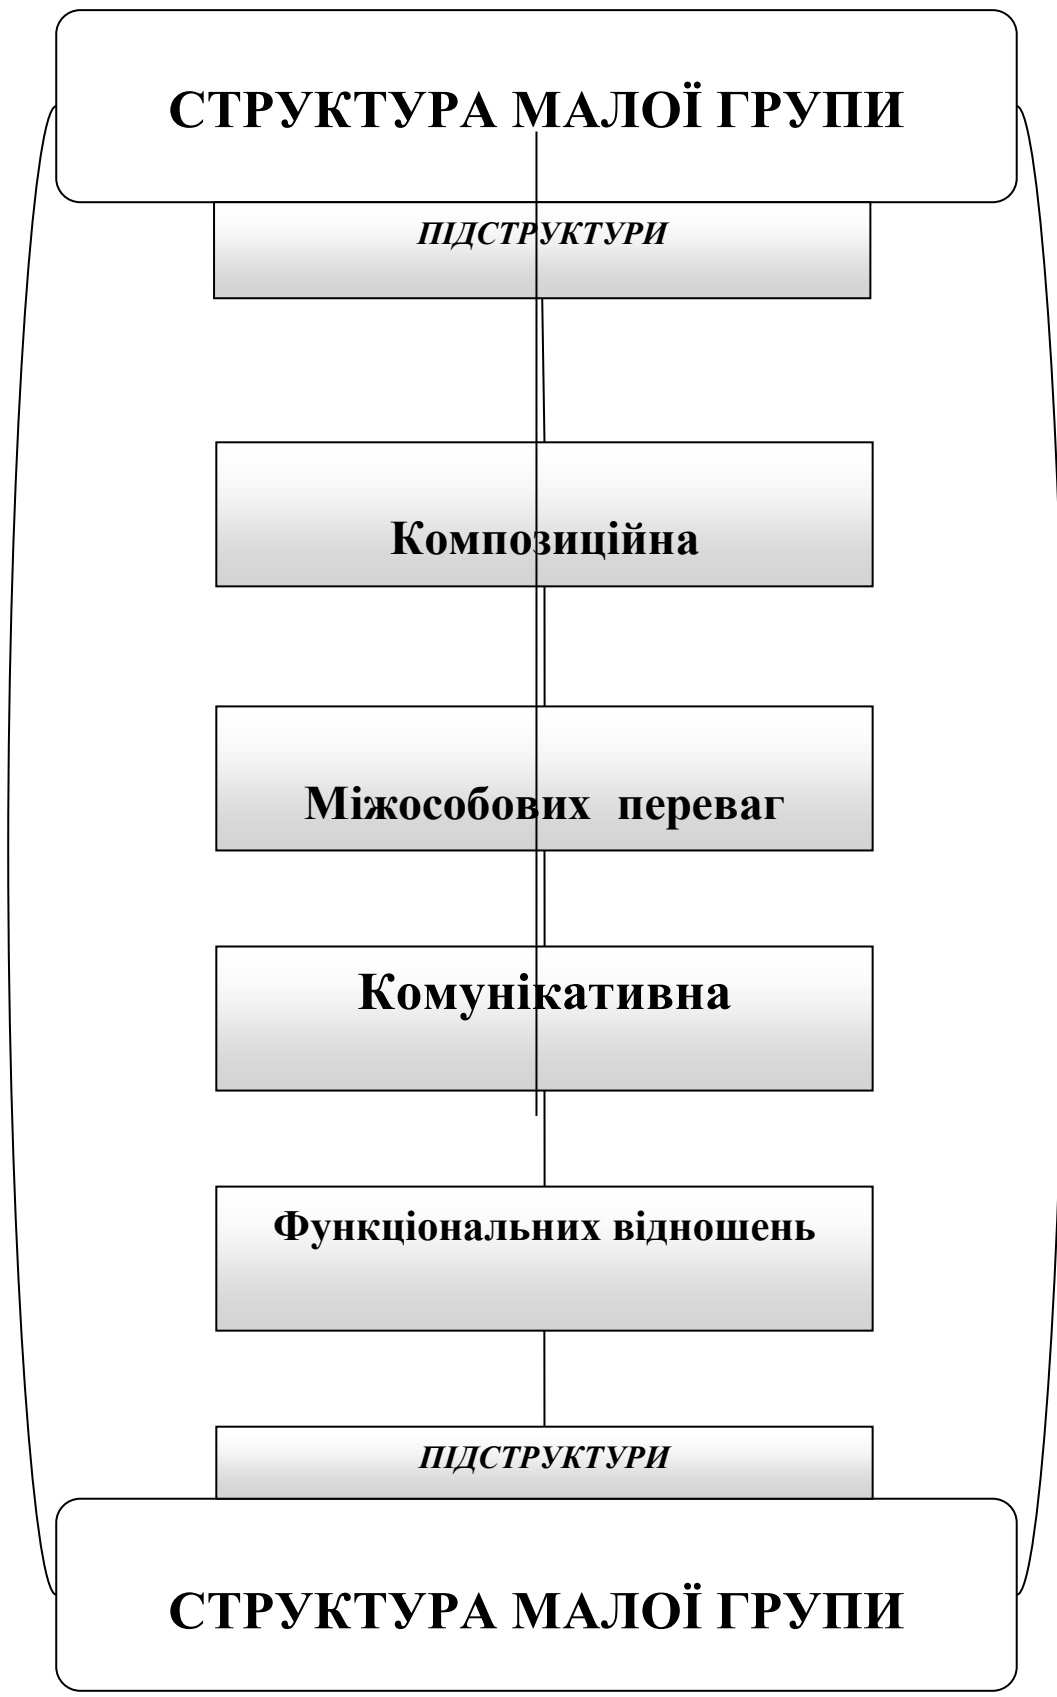 СТРУКТУРА МАЛОЇ ГРУПИ
ПІДСТРУКТУРИ
Композиційна
Міжособових переваг
Комунікативна
Функціональних відношень
ПІДСТРУКТУРИ
СТРУКТУРА МАЛОЇ ГРУПИ